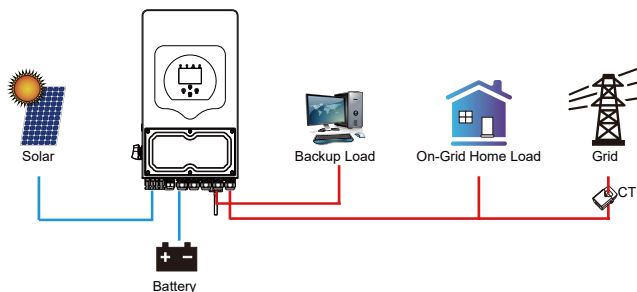 Solar
Backup Load
On-Grid Home Load
Grid
CT
Battery